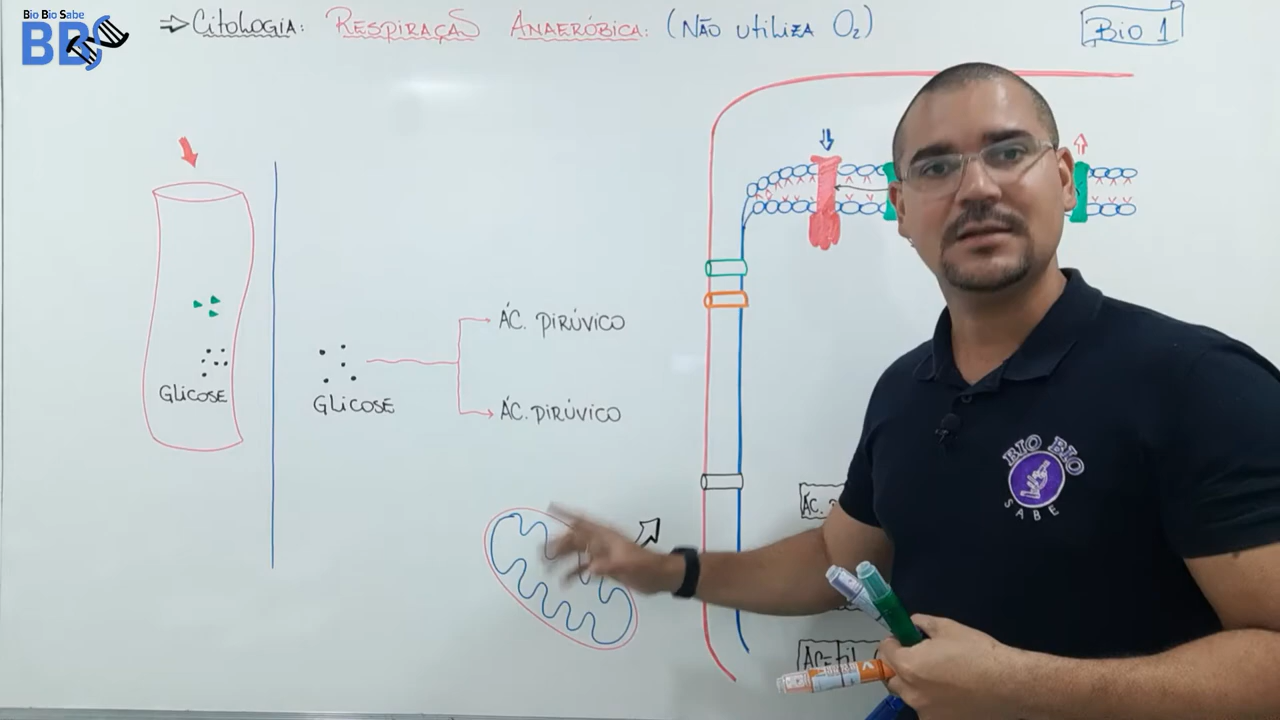 Bio Bio Sabe
BBS
⇒ Citologia: Respiração Anaeróbica: (Não utiliza O₂)
Bio 1
Glicose
Glicose
Ác. Pirúvico
Ác. Pirúvico
Ác.
BIO BIO
SABE